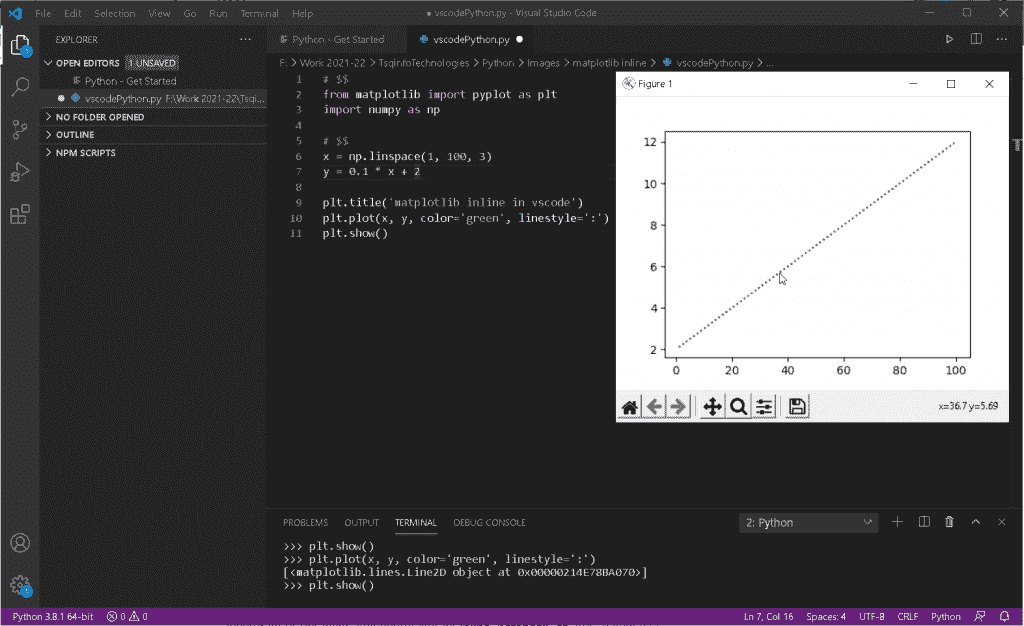 File Edit Selection View Go Run Terminal Help
● vscodePython.py - Visual Studio Code
EXPLORER
OPEN EDITORS 1 UNSAVED
Python - Get Started
vscodePython.py F:\Work 2021-22\Tsqi...
NO FOLDER OPENED
OUTLINE
NPM SCRIPTS
Python - Get Started
vscodePython.py
F: > Work 2021-22 > TsqinfoTechnologies > Python > Images > matplotlib inline > vscodePython.py > ...
1 # $$
2 from matplotlib import pyplot as plt
3 import numpy as np
4
5 # $$
6 x = np.linspace(1, 100, 3)
7 y = 0.1 * x + 2
8
9 plt.title('matplotlib inline in vscode')
10 plt.plot(x, y, color='green', linestyle=':')
11 plt.show()
Figure 1
12
10
8
6
4
2
0 20 40 60 80 100
x=36.7 y=5.69
PROBLEMS OUTPUT TERMINAL DEBUG CONSOLE
2: Python
>>> plt.show()
>>> plt.plot(x, y, color='green', linestyle=':')
[<matplotlib.lines.Line2D object at 0x00000214E78BA070>]
>>> plt.show()
Python 3.8.1 64-bit 0 0
Ln 7, Col 16 Spaces: 4 UTF-8 CRLF Python